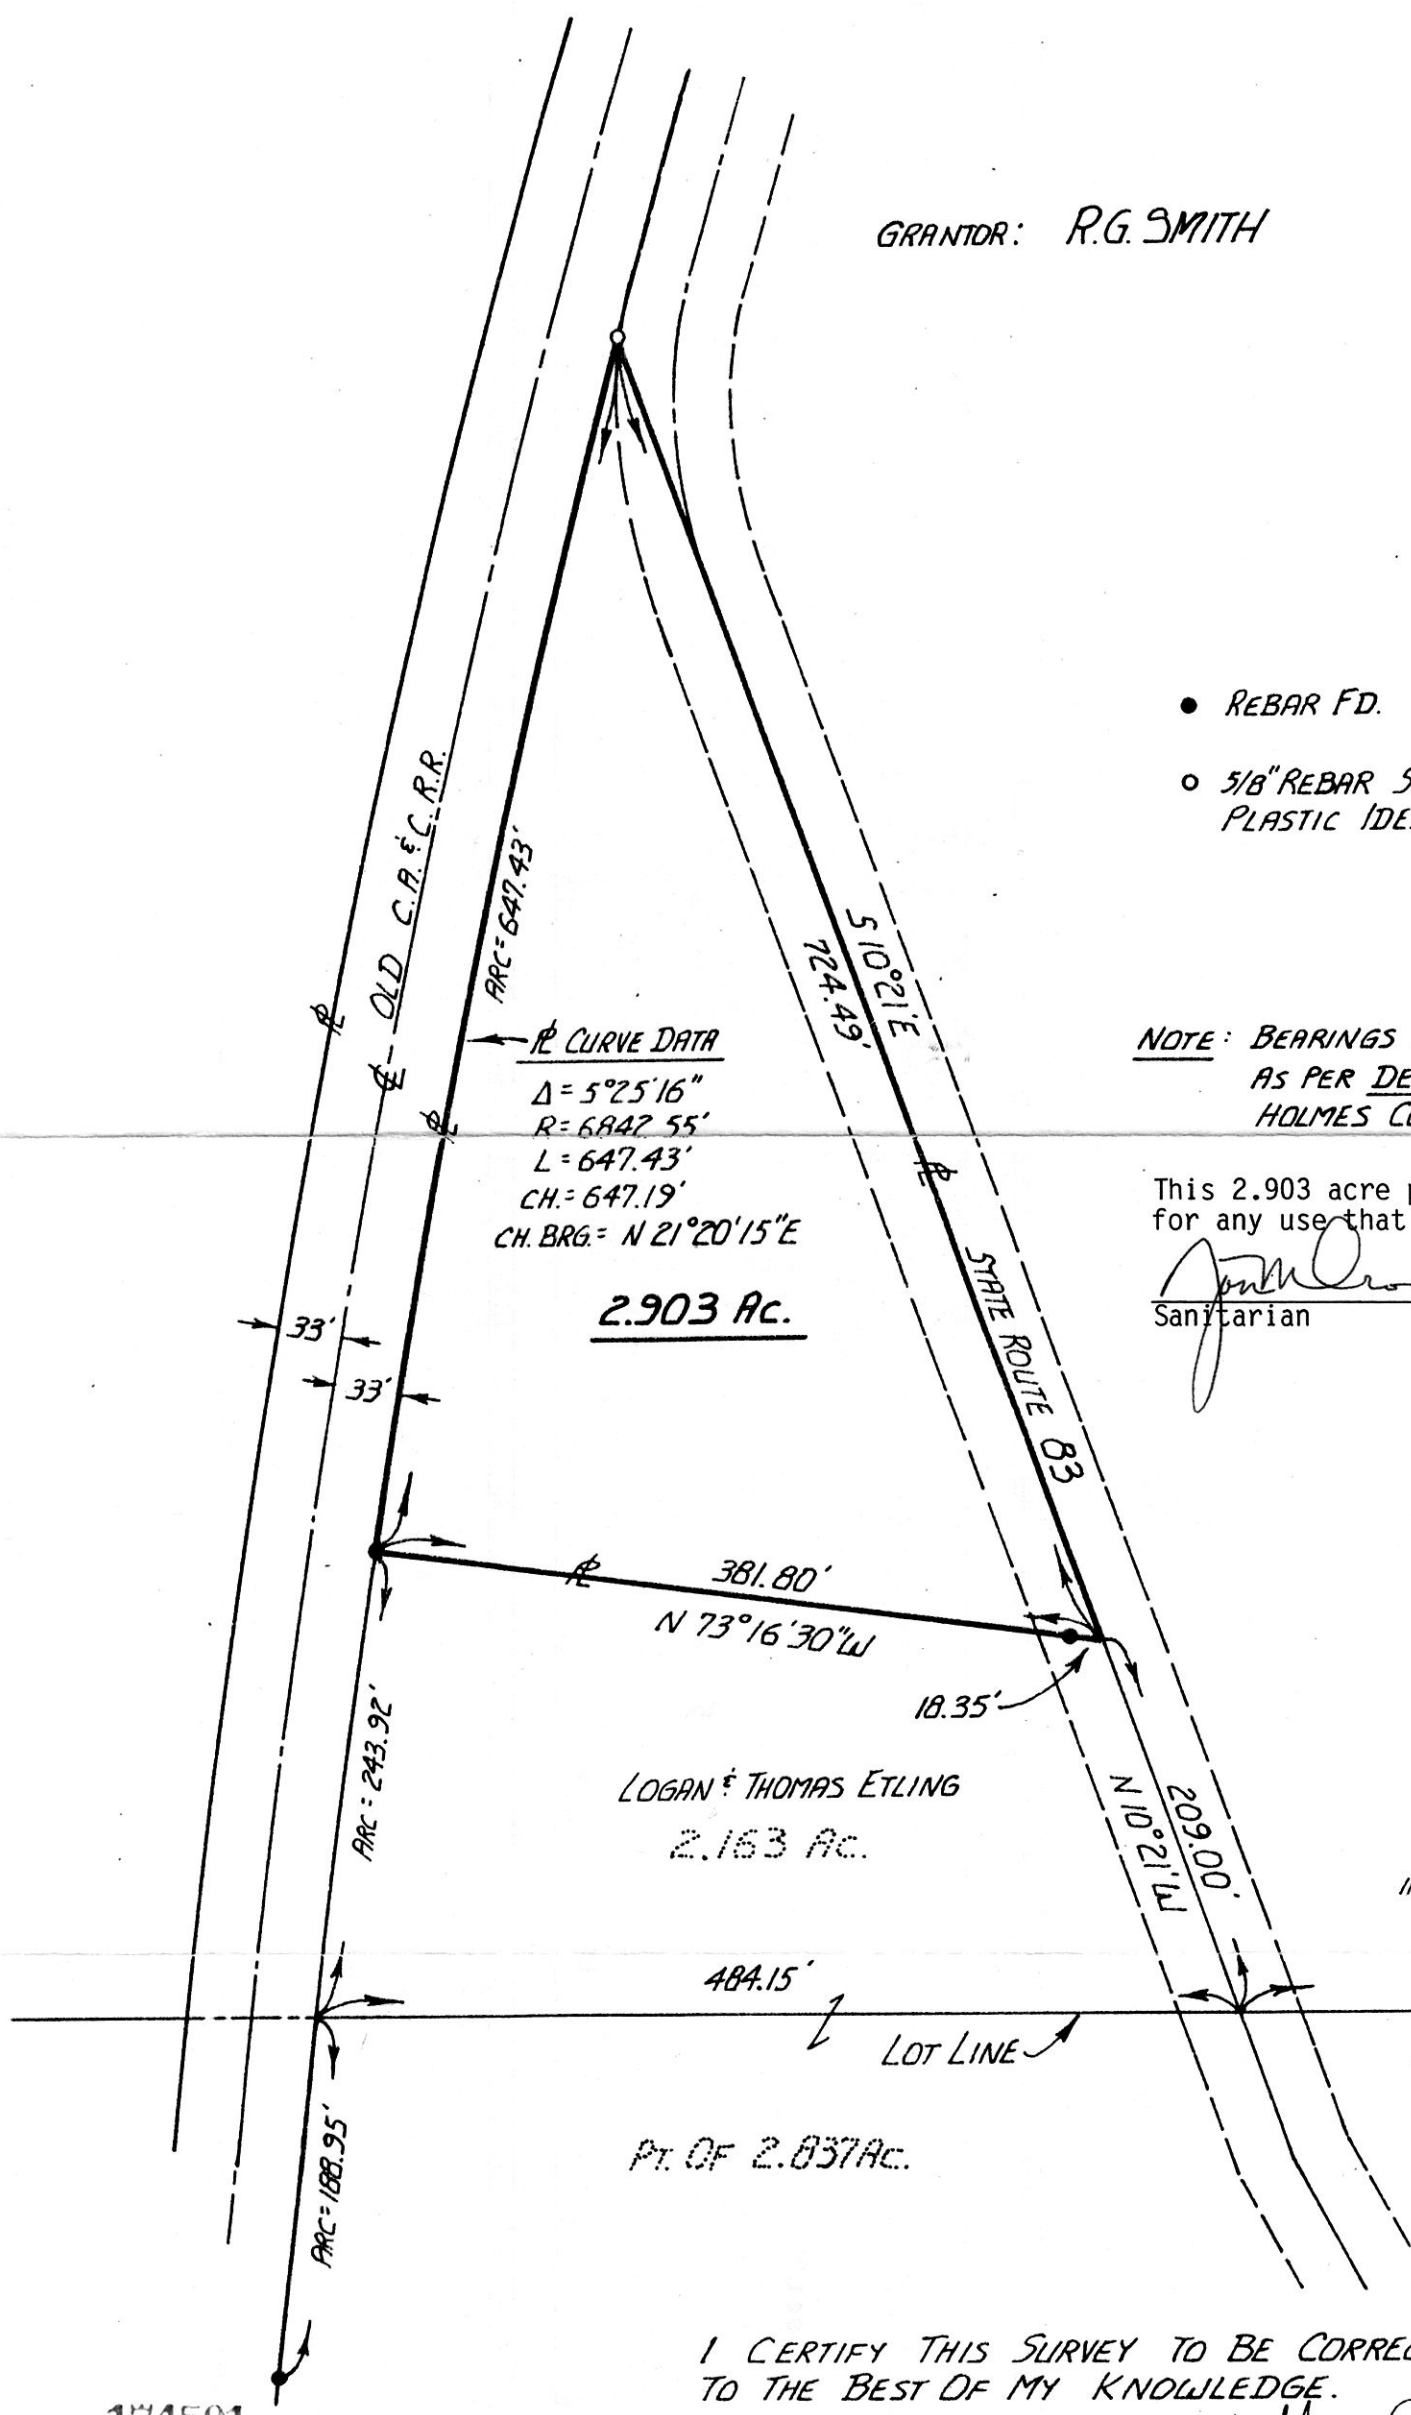 GRANTOR: R.G. SMITH
● REBAR FD.
○ 5/8" REBAR
PLASTIC
OLD C.A. & C. R.R.
ARC = 647.43'
S 10°21' E
724.49'
℄
℄ CURVE DATA
Δ = 5°25'16"
R = 6842.55'
L = 647.43'
CH. = 647.19'
CH. BRG. = N 21°20'15" E
2.903 AC.
NOTE: BEARINGS
AS PER
HOLMES
This 2.903 acre
for any use that
Sanitarian
33'
33'
STATE ROUTE 83
381.80'
N 73°16'30" W
18.35'
ARC = 243.92'
LOGAN & THOMAS ETLING
2.163 AC.
209.00'
N 10°21' W
484.15'
LOT LINE
PT. OF 2.837 AC.
ARC = 188.95'
I CERTIFY THIS SURVEY TO BE
TO THE BEST OF MY KNOWLEDGE.